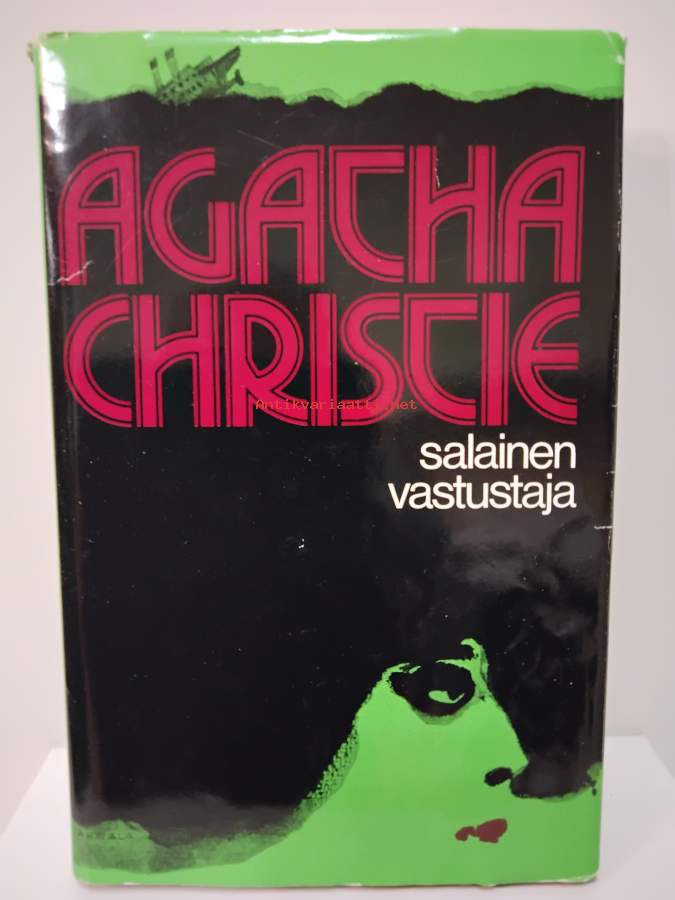 AGATHA
CHRISTIE
Antikvariaatti.net
salainen
vastustaja